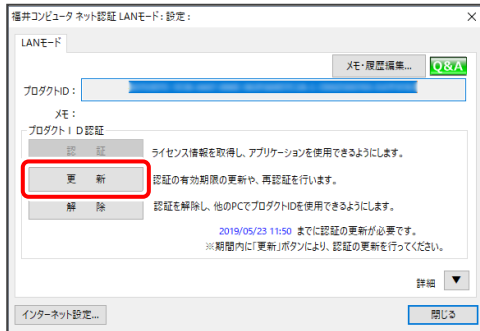 福井コンピュータ ネット認証 LANモード : 設定 :
LANモード
メモ・履歴編集...
Q&A
プロダクトID :
メモ :
プロダクトID認証
認 証
ライセンス情報を取得し、アプリケーションを使用できるようにします。
更 新
認証の有効期限の更新や、再認証を行います。
解 除
認証を解除し、他のPCでプロダクトIDを使用できるようにします。
2019/05/23 11:50 までに認証の更新が必要です。
※期間内に「更新」ボタンにより、認証の更新を行ってください。
詳細 ▼
インターネット設定...
閉じる